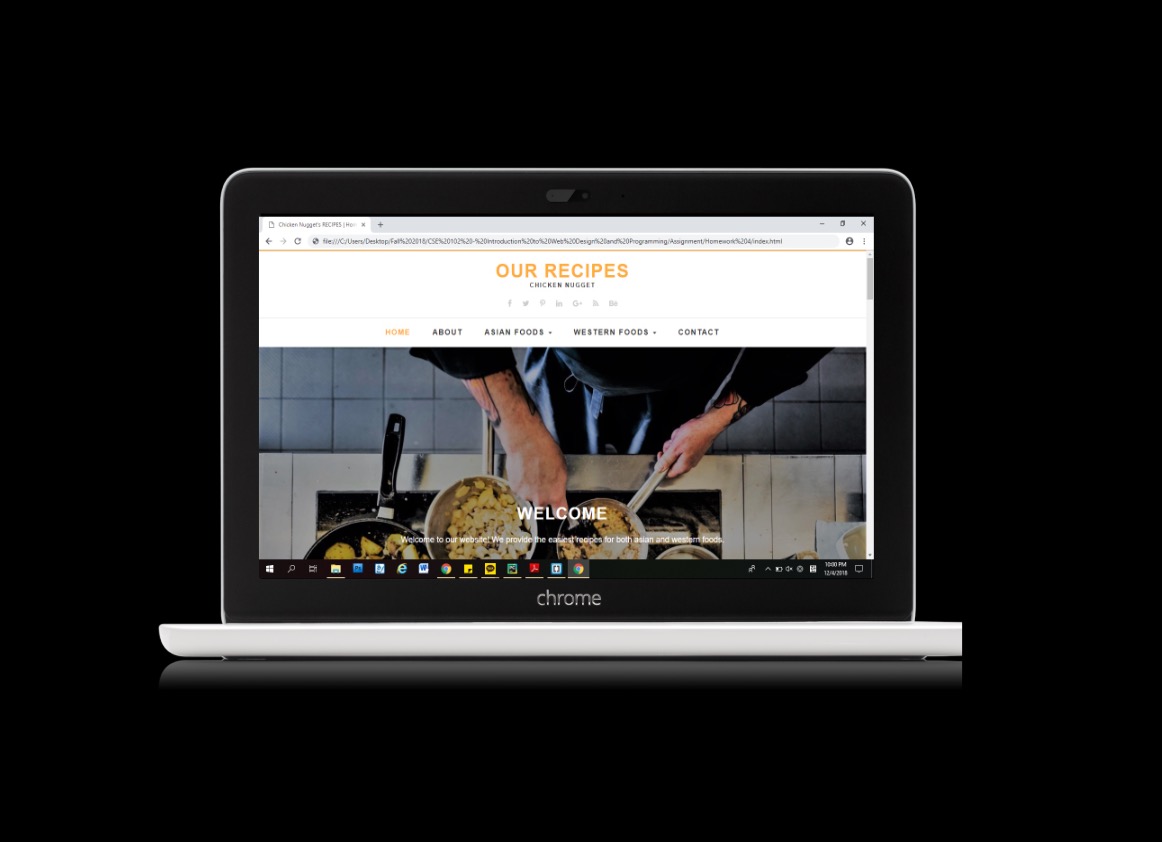 Chicken Nugget's RECIPES | Ho
file:///C:/Users/Desktop/Fall%202018/CSE%20102%20-%20Introduction%20to%20Web%20Design%20and%20Programming/Assignment/Homework%204/index.html
OUR RECIPES
CHICKEN NUGGET
HOME ABOUT ASIAN FOODS WESTERN FOODS CONTACT
WELCOME
Welcome to our website! We provide the easiest recipes for both asian and western foods.
10:00 PM
12/4/2018
chrome